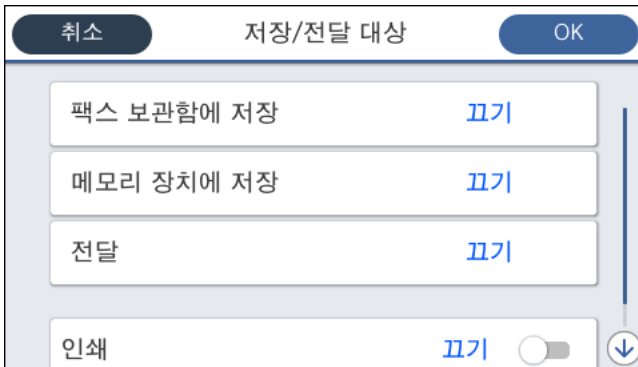 취소 저장/전달 대상 OK
팩스 보관함에 저장 끄기
메모리 장치에 저장 끄기
전달 끄기
인쇄 끄기